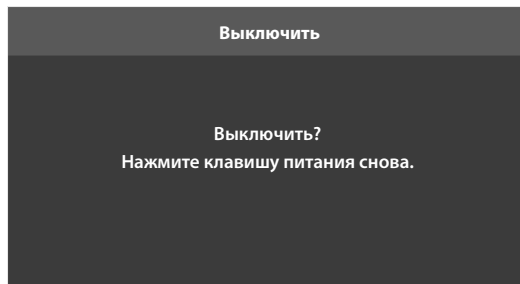 Выключить
Выключить?
Нажмите клавишу питания снова.